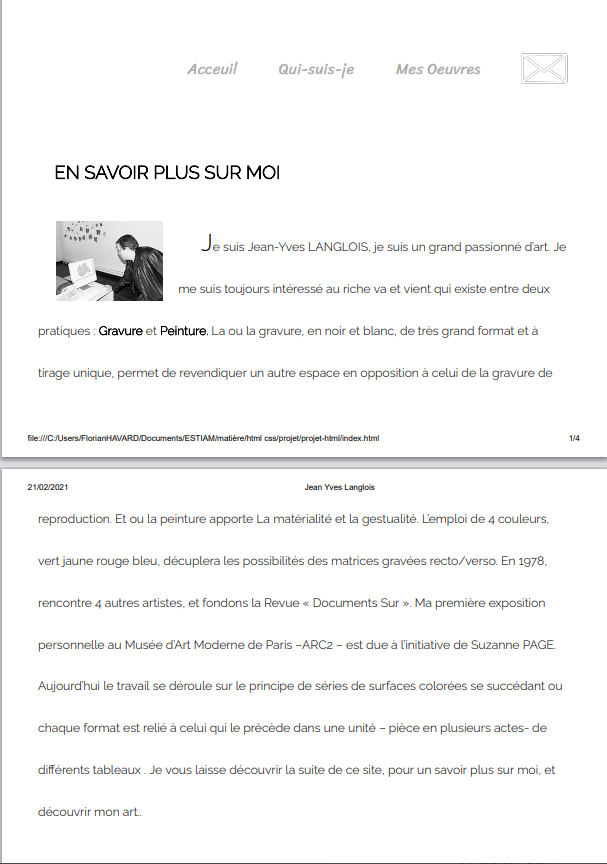 Acceuil Qui-suis-je Mes Oeuvres
EN SAVOIR PLUS SUR MOI
Je suis Jean-Yves LANGLOIS, je suis un grand passionné d'art. Je
me suis toujours intéressé au riche va et vient qui existe entre deux
pratiques : Gravure et Peinture. La ou la gravure, en noir et blanc, de très grand format et à
tirage unique, permet de revendiquer un autre espace en opposition à celui de la gravure de
file:///C:/Users/FlorianHAVARD/Documents/ESTIAM/matière/html css/projet/projet-html/index.html 1/4
21/02/2021 Jean Yves Langlois
reproduction. Et ou la peinture apporte La matérialité et la gestualité. L'emploi de 4 couleurs,
vert jaune rouge bleu, décuplera les possibilités des matrices gravées recto/verso. En 1978,
rencontre 4 autres artistes, et fondons la Revue « Documents Sur ». Ma première exposition
personnelle au Musée d'Art Moderne de Paris –ARC2 – est due à l'initiative de Suzanne PAGE.
Aujourd'hui le travail se déroule sur le principe de séries de surfaces colorées se succédant ou
chaque format est relié à celui qui le précède dans une unité – pièce en plusieurs actes- de
différents tableaux . Je vous laisse découvrir la suite de ce site, pour un savoir plus sur moi, et
découvrir mon art..